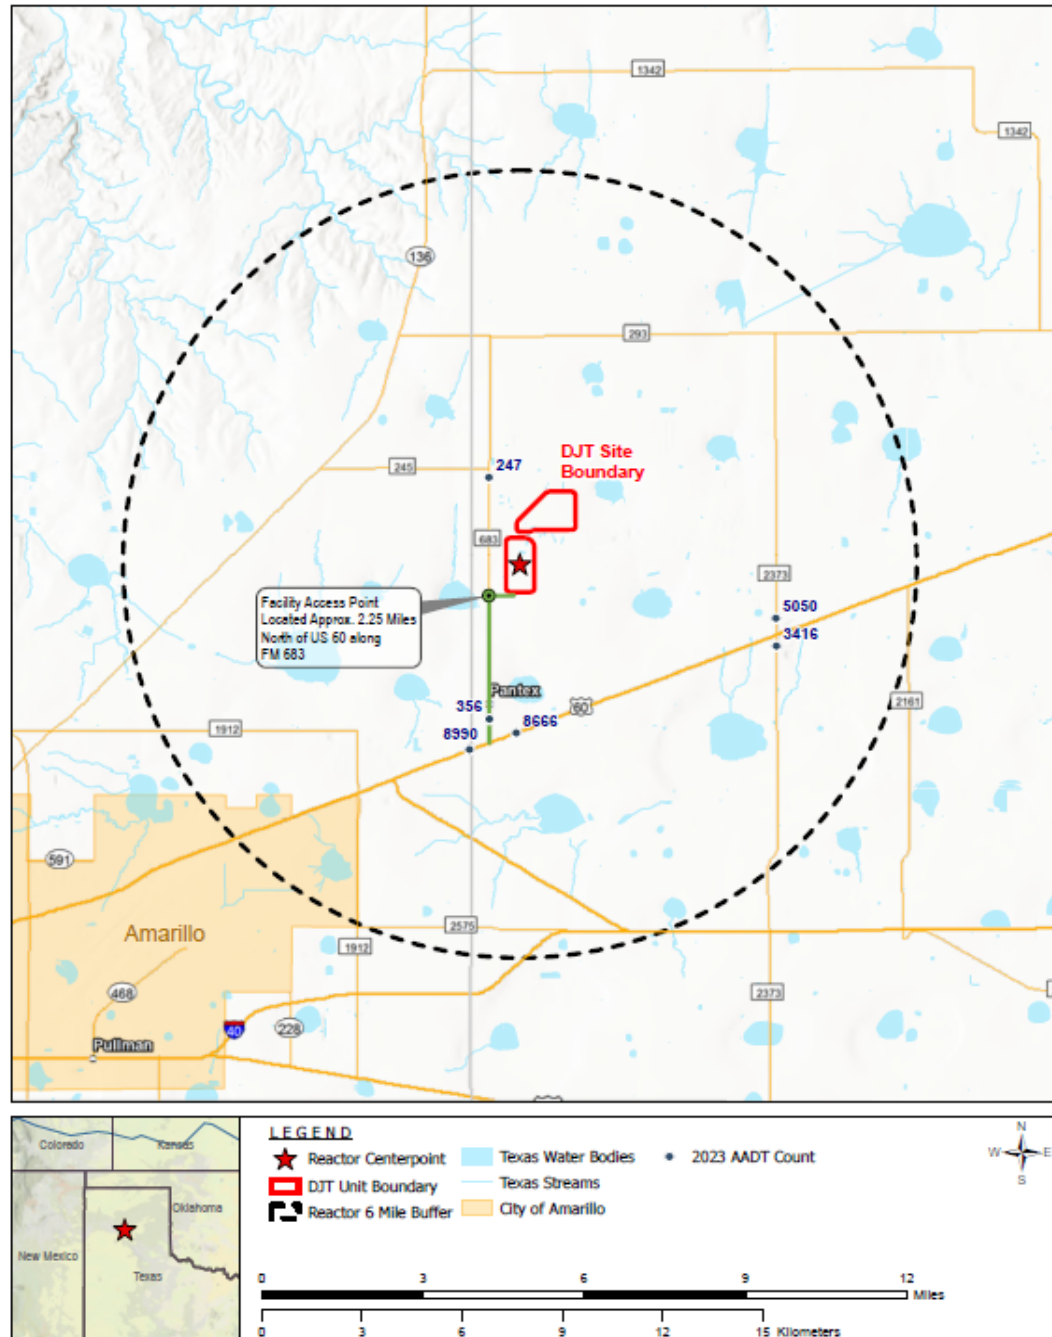 1342
1342
136
293
245
247
DJT Site
Boundary
683
2373
Facility Access Point
Located Approx. 2.25 Miles
North of US 60 along
FM 683
5050
3416
Pantex
356
60
2161
8990
8666
1912
591
Amarillo
2575
1912
468
2373
40
228
Pullman
Colorado
Kansas
Oklahoma
New Mexico
Texas
LEGEND
Reactor Centerpoint
DJT Unit Boundary
Reactor 6 Mile Buffer
Texas Water Bodies
Texas Streams
City of Amarillo
2023 AADT Count
N
W E
S
0 3 6 9 12
Miles
0 3 6 9 12 15 Kilometers